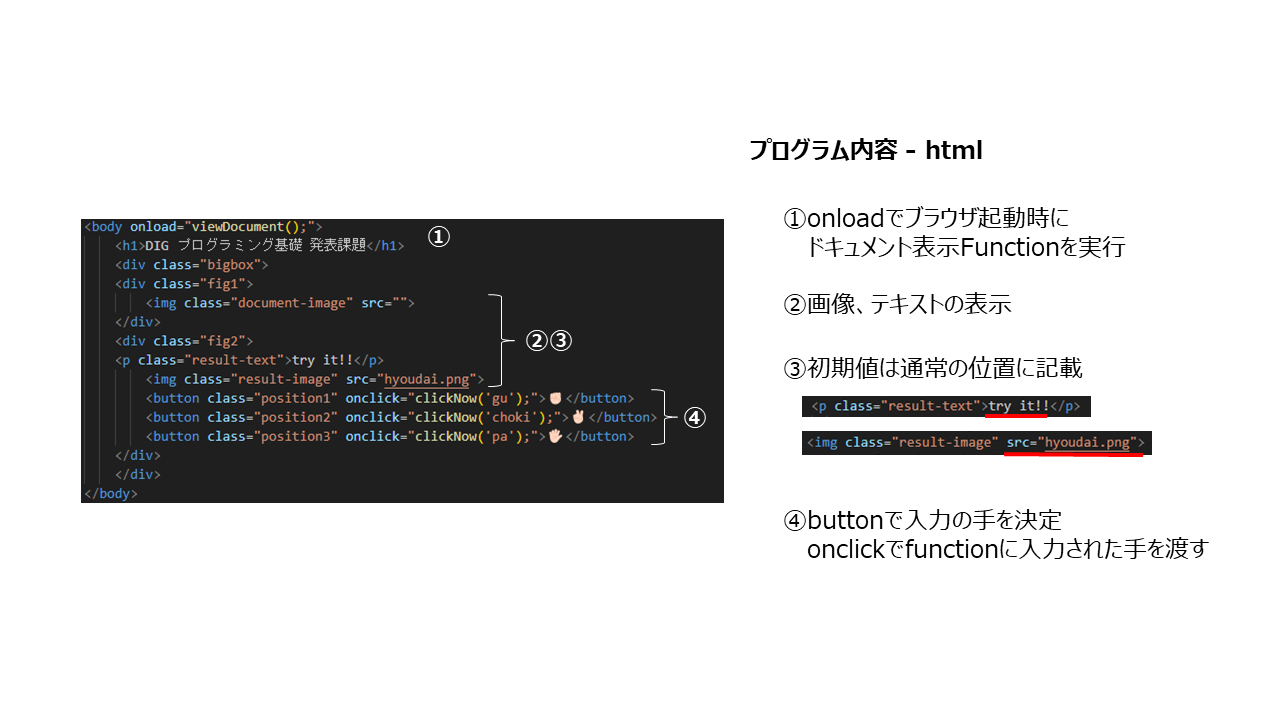 プログラム内容 - html
<body onload="viewDocument();">
①
<h1>DIG プログラミング基礎 発表課題</h1>
<div class="bigbox">
<div class="fig1">
<img class="document-image" src="">
</div>
<div class="fig2">
②③
<p class="result-text">try it!!</p>
<img class="result-image" src="hyoudai.png">
<button class="position1" onclick="clickNow('gu');">✊🏻</button>
<button class="position2" onclick="clickNow('choki');">✌🏻</button>
④
<button class="position3" onclick="clickNow('pa');">🖐🏻</button>
</div>
</div>
</body>
①onloadでブラウザ起動時に
ドキュメント表示Functionを実行
②画像、テキストの表示
③初期値は通常の位置に記載
<p class="result-text">try it!!</p>
<img class="result-image" src="hyoudai.png">
④buttonで入力の手を決定
onclickでfunctionに入力された手を渡す